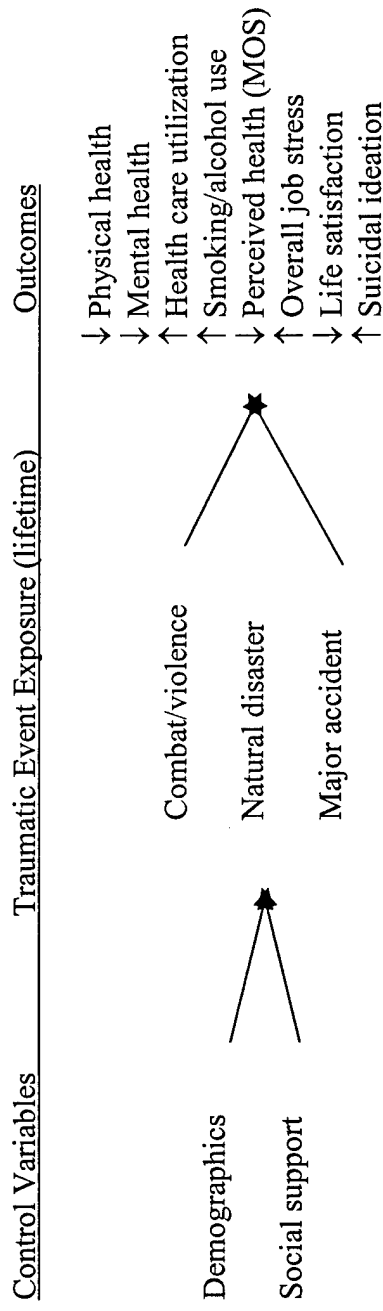 Control Variables
Traumatic Event Exposure (lifetime)
Outcomes
Demographics
Social support
Combat/violence
Natural disaster
Major accident
↓ Physical health
↓ Mental health
↑ Health care utilization
↑ Smoking/alcohol use
↓ Perceived health (MOS)
↑ Overall job stress
↓ Life satisfaction
↑ Suicidal ideation